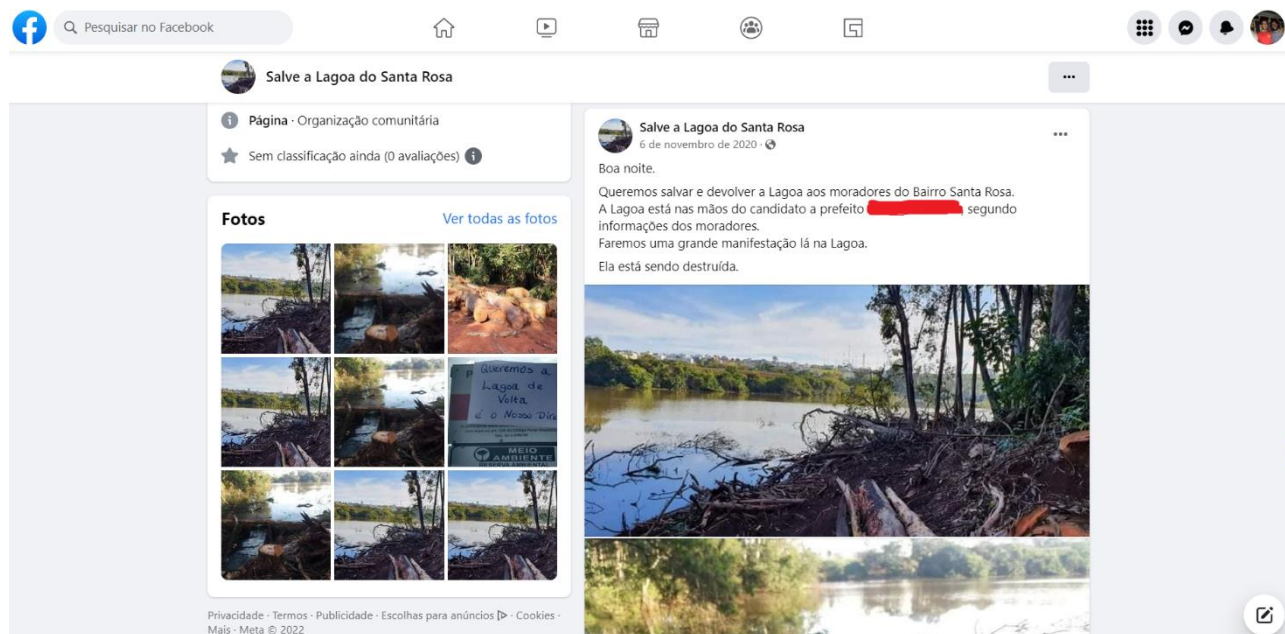 Pesquisar no Facebook
Salve a Lagoa do Santa Rosa
Página · Organização comunitária
Sem classificação ainda (0 avaliações)
Fotos
Ver todas as fotos
Queremos a
Lagoa de
Volta
é o Nosso
MEIO
AMBIENTE
Privacidade · Termos · Publicidade · Escolhas para anúncios · Cookies ·
Mais · Meta © 2022
Salve a Lagoa do Santa Rosa
6 de novembro de 2020 ·
Boa noite.
Queremos salvar e devolver a Lagoa aos moradores do Bairro Santa Rosa.
A Lagoa está nas mãos do candidato a prefeito , segundo
informações dos moradores.
Faremos uma grande manifestação lá na Lagoa.
Ela está sendo destruída.